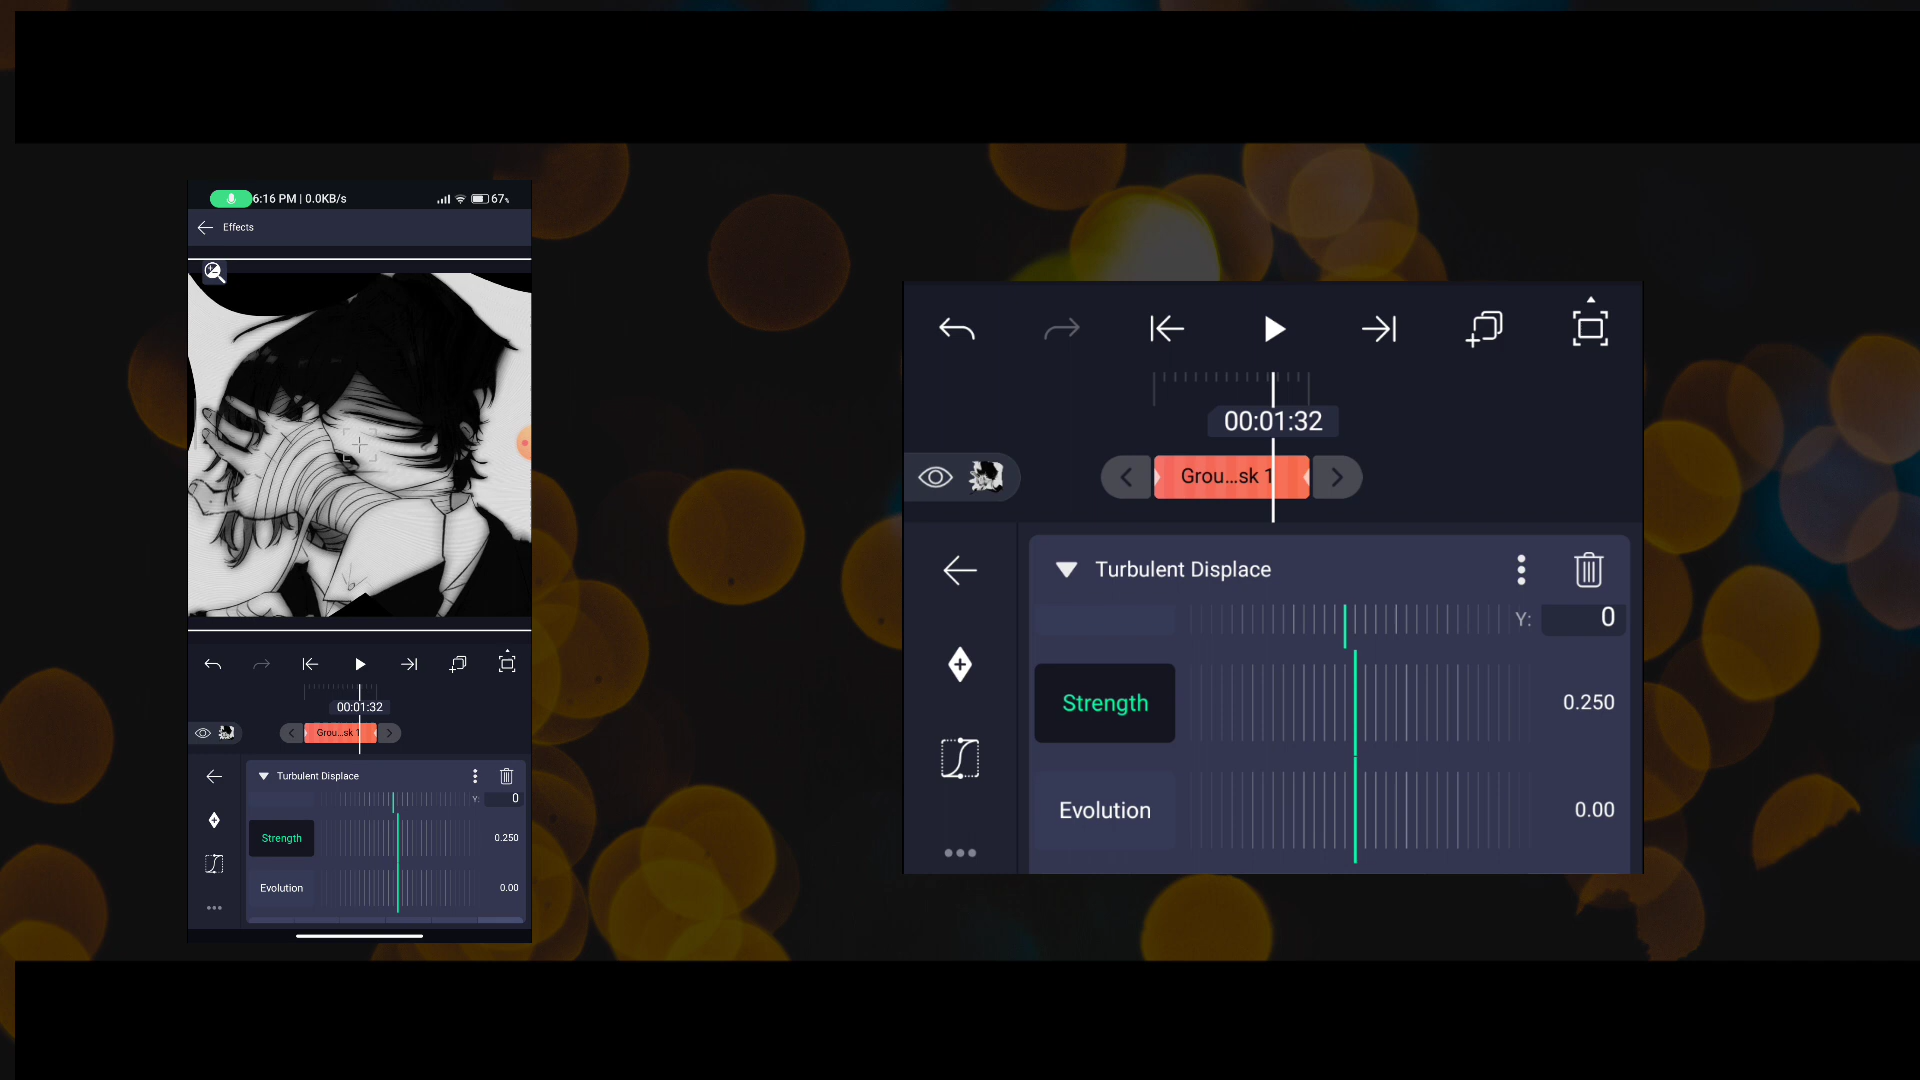 6:16 PM | 0.0KB/s
67%
Effects
00:01:32
Grou...sk 1
Turbulent Displace
Y: 0
Strength
0.250
Evolution
0.00
00:01:32
Grou...sk 1
Turbulent Displace
Y: 0
Strength
0.250
Evolution
0.00